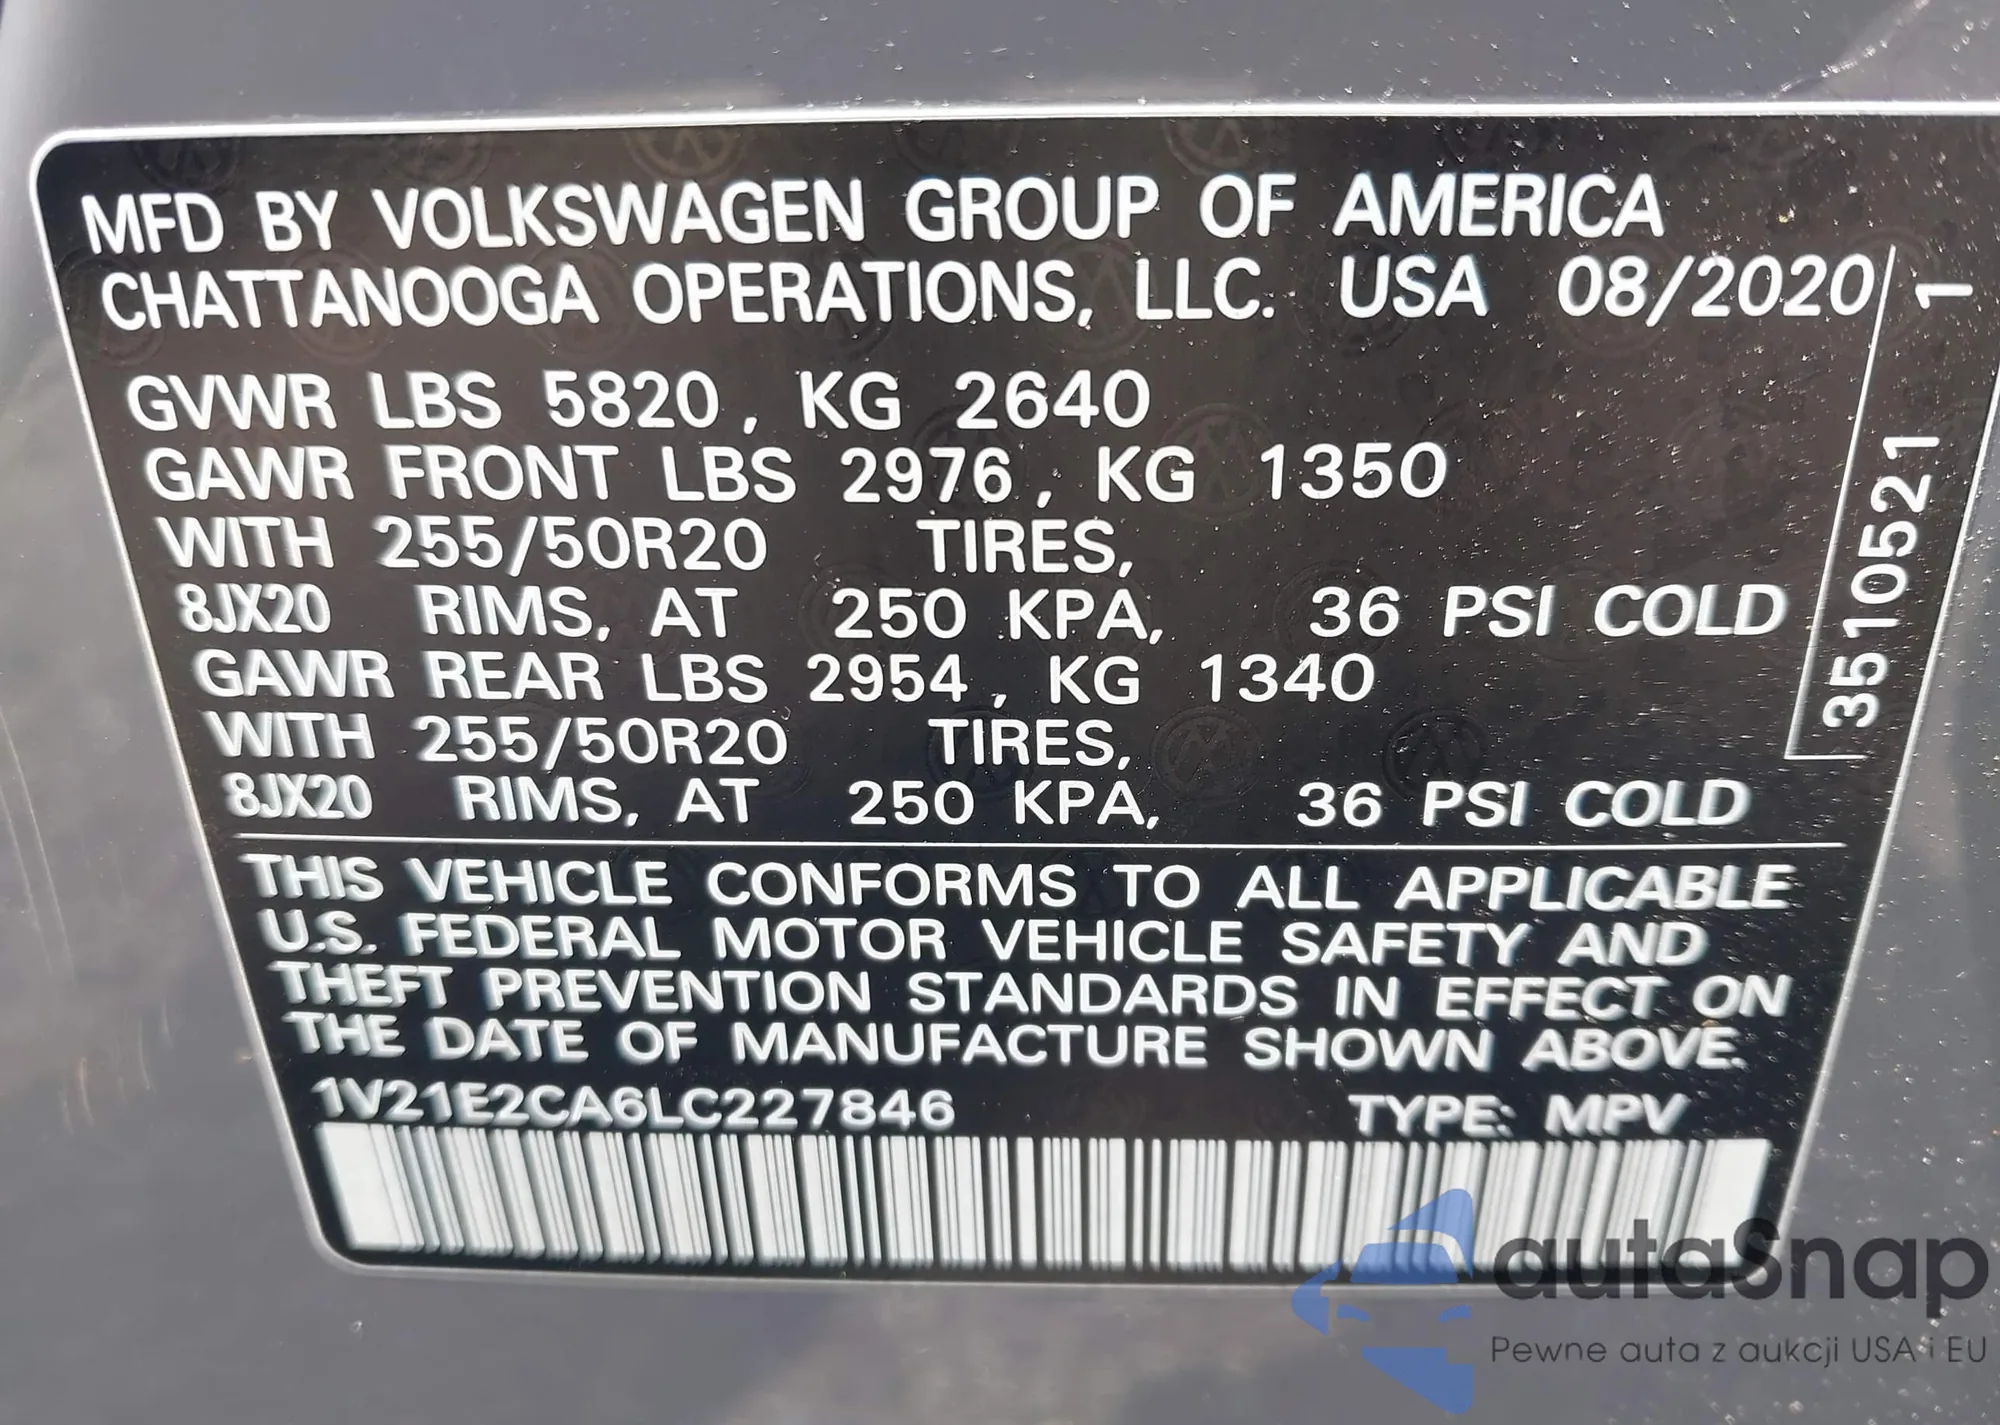 MFD BY VOLKSWAGEN GROUP OF AMERICA
CHATTANOOGA OPERATIONS, LLC. USA 08/2020
GVWR LBS 5820, KG 2640
GAWR FRONT LBS 2976, KG 1350
WITH 255/50R20 TIRES,
8JX20 RIMS, AT 250 KPA, 36 PSI COLD
GAWR REAR LBS 2954, KG 1340
WITH 255/50R20 TIRES,
8JX20 RIMS, AT 250 KPA, 36 PSI COLD
3510521 1
THIS VEHICLE CONFORMS TO ALL APPLICABLE
U.S. FEDERAL MOTOR VEHICLE SAFETY AND
THEFT PREVENTION STANDARDS IN EFFECT ON
THE DATE OF MANUFACTURE SHOWN ABOVE.
1V21E2CA6LC227846 TYPE: MPV
autaSnap
Pewne auta z aukcji USA i EU